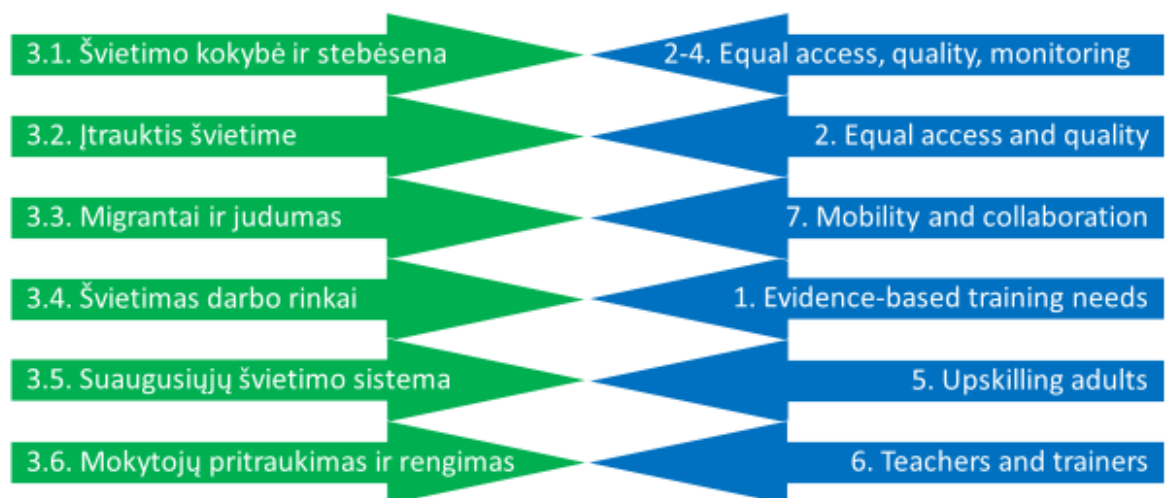 3.1. Švietimo kokybė ir stebėsena
2-4. Equal access, quality, monitoring
3.2. Įtrauktis švietime
2. Equal access and quality
3.3. Migrantai ir judumas
7. Mobility and collaboration
3.4. Švietimas darbo rinkai
1. Evidence-based training needs
3.5. Suaugusiųjų švietimo sistema
5. Upskilling adults
3.6. Mokytojų pritraukimas ir rengimas
6. Teachers and trainers